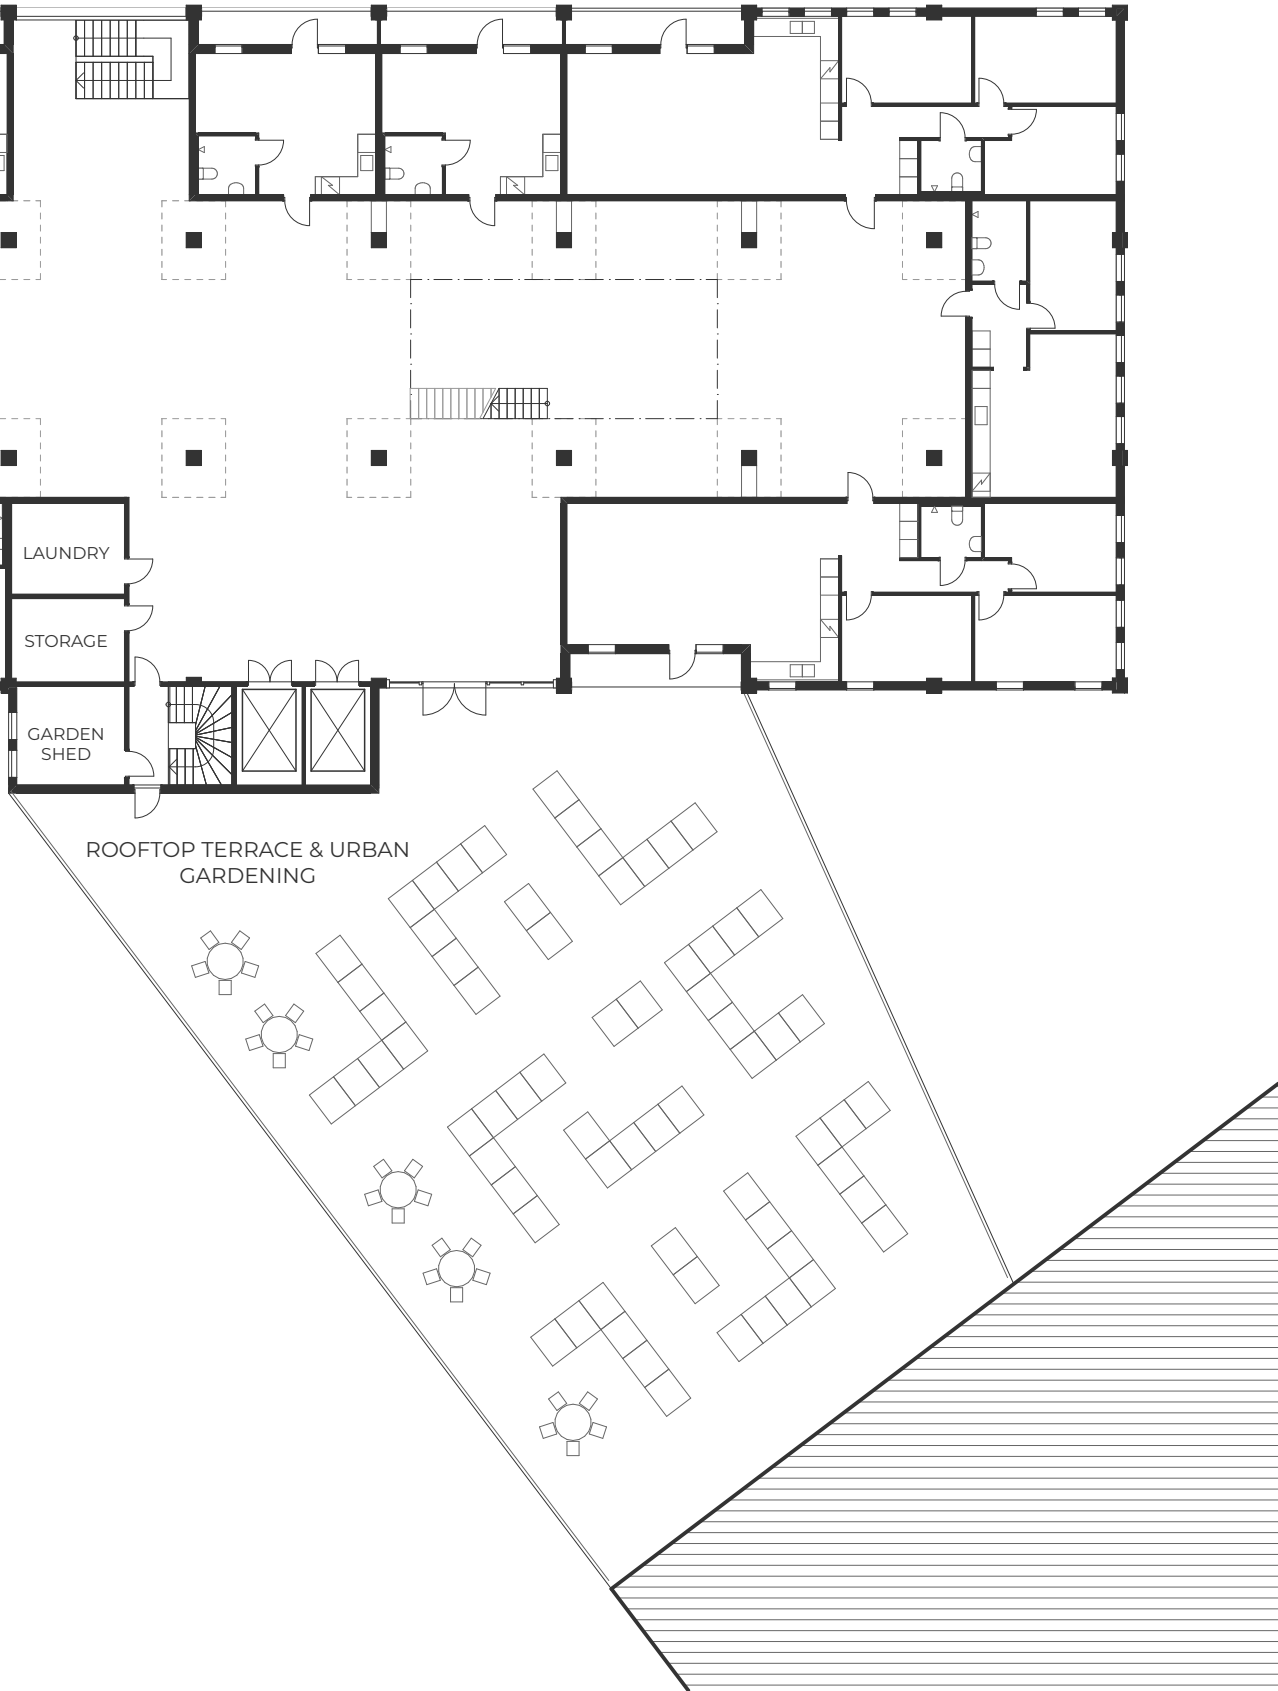 LAUNDRY
STORAGE
GARDEN
SHED
ROOFTOP TERRACE & URBAN
GARDENING